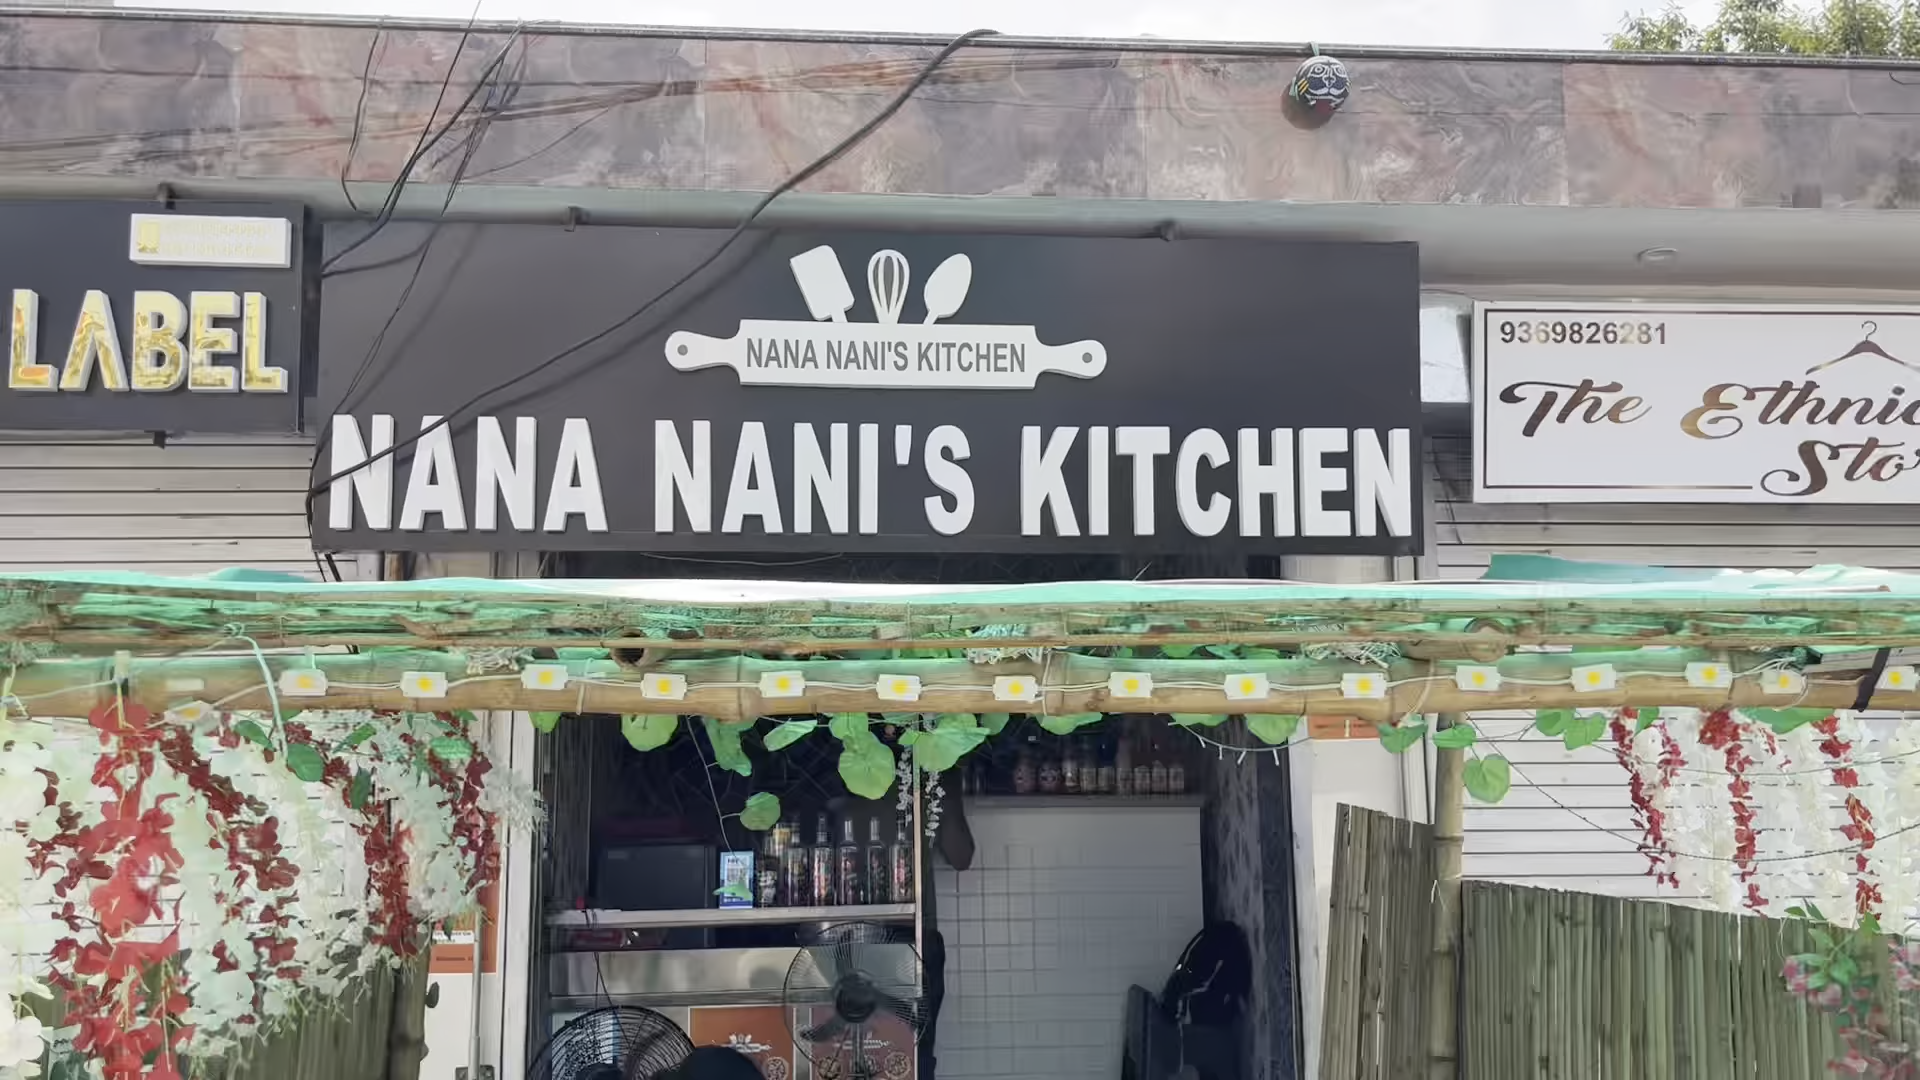 LABEL
NANA NANI'S KITCHEN
NANA NANI'S KITCHEN
9369826281
The Ethnic
Sto